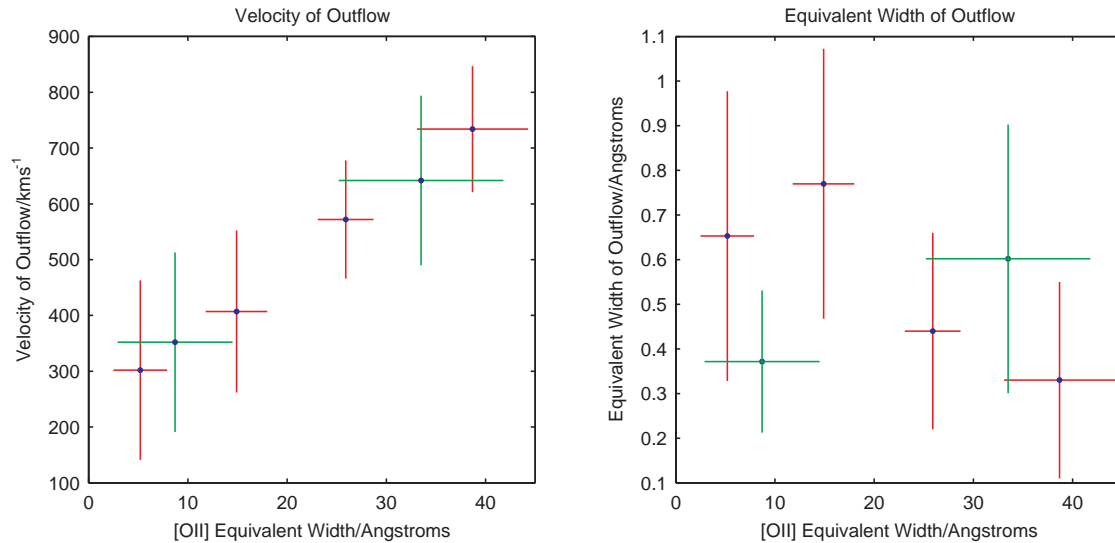 Velocity of Outflow
900
800
700
600
500
400
300
200
100
Velocity of Outflow/kms⁻¹
0 10 20 30 40
[OII] Equivalent Width/Angstroms
Equivalent Width of Outflow
1.1
1
0.9
0.8
0.7
0.6
0.5
0.4
0.3
0.2
0.1
Equivalent Width of Outflow/Angstroms
0 10 20 30 40
[OII] Equivalent Width/Angstroms